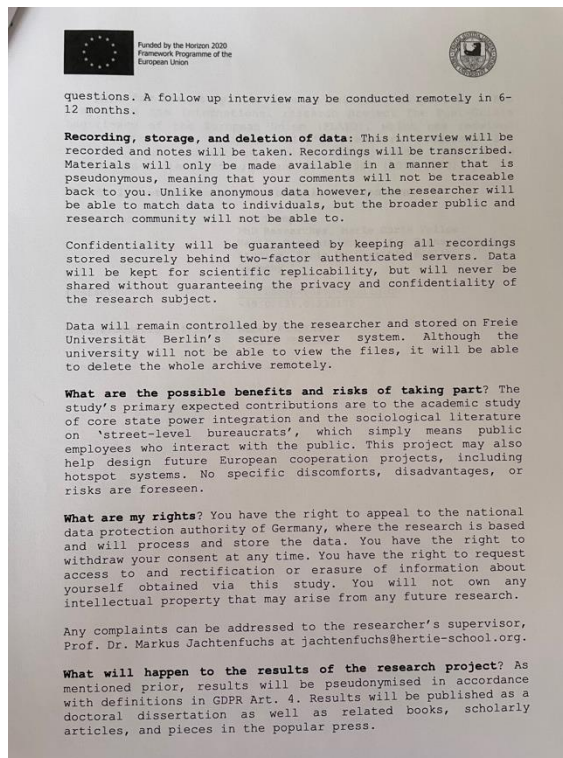 Funded by the Horizon 2020
Framework Programme of the
European Union
questions. A follow up interview may be conducted remotely in 6-
12 months.
Recording, storage, and deletion of data: This interview will be
recorded and notes will be taken. Recordings will be transcribed.
Materials will only be made available in a manner that is
pseudonymous, meaning that your comments will not be traceable
back to you. Unlike anonymous data however, the researcher will
be able to match data to individuals, but the broader public and
research community will not be able to.
Confidentiality will be guaranteed by keeping all recordings
stored securely behind two-factor authenticated servers. Data
will be kept for scientific replicability, but will never be
shared without guaranteeing the privacy and confidentiality of
the research subject.
Data will remain controlled by the researcher and stored on Freie
Universität Berlin's secure server system. Although the
university will not be able to view the files, it will be able
to delete the whole archive remotely.
What are the possible benefits and risks of taking part? The
study's primary expected contributions are to the academic study
of core state power integration and the sociological literature
on 'street-level bureaucrats', which simply means public
employees who interact with the public. This project may also
help design future European cooperation projects, including
hotspot systems. No specific discomforts, disadvantages, or
risks are foreseen.
What are my rights? You have the right to appeal to the national
data protection authority of Germany, where the research is based
and will process and store the data. You have the right to
withdraw your consent at any time. You have the right to request
access to and rectification or erasure of information about
yourself obtained via this study. You will not own any
intellectual property that may arise from any future research.
Any complaints can be addressed to the researcher's supervisor,
Prof. Dr. Markus Jachtenfuchs at jachtenfuchs@hertie-school.org.
What will happen to the results of the research project? As
mentioned prior, results will be pseudonymised in accordance
with definitions in GDPR Art. 4. Results will be published as a
doctoral dissertation as well as related books, scholarly
articles, and pieces in the popular press.